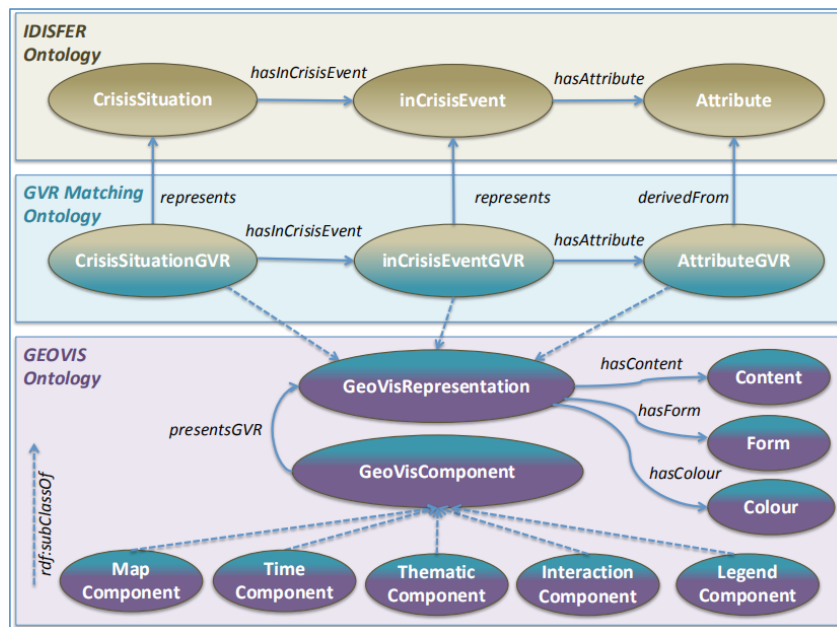 IDISFER
Ontology
hasInCrisisEvent
hasAttribute
CrisisSituation
inCrisisEvent
Attribute
GVR Matching
Ontology
represents
represents
derivedFrom
hasInCrisisEvent
hasAttribute
CrisisSituationGVR
inCrisisEventGVR
AttributeGVR
GEOVIS
Ontology
GeoVisRepresentation
hasContent
Content
hasForm
Form
presentsGVR
GeoVisComponent
hasColour
Colour
rdf:subClassOf
Map
Component
Time
Component
Thematic
Component
Interaction
Component
Legend
Component